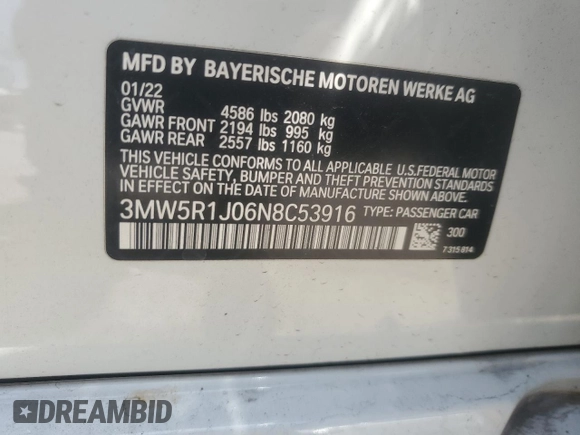 MFD BY BAYERISCHE MOTOREN WERKE AG
01/22
GVWR 4586 lbs 2080 kg
GAWR FRONT 2194 lbs 995 kg
GAWR REAR 2557 lbs 1160 kg
THIS VEHICLE CONFORMS TO ALL APPLICABLE U.S.FEDERAL MOTOR
VEHICLE SAFETY, BUMPER AND THEFT PREVENTION STANDARDS
IN EFFECT ON THE DATE OF MANUFACTURE SHOWN ABOVE.
3MW5R1J06N8C53916 TYPE: PASSENGER CAR
300
7315814
DREAMBID